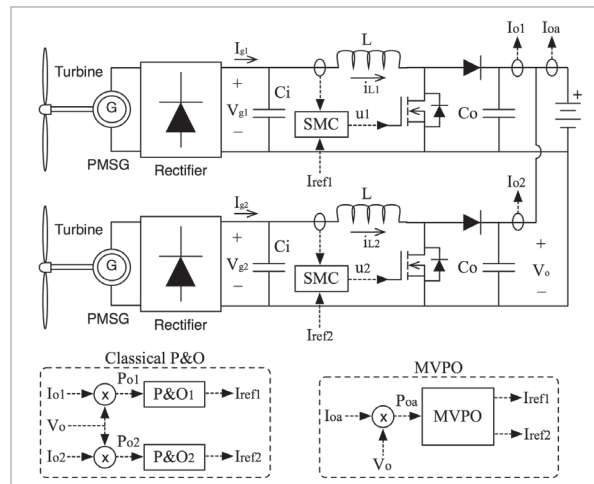 Io1 Ioa
Ig1 L
Turbine
iL1
G Vg1 Ci SMC u1 Co
PMSG Rectifier Iref1
+
−
+
Io2
Ig2 L
Turbine
iL2
+
G Vg2 Ci SMC u2 Co Vo
−
+
−
PMSG Rectifier Iref2
Classical P&O
Io1 x Po1 P&O1 Iref1
Vo
Io2 x Po2 P&O2 Iref2
MVPO
Ioa x Poa MVPO Iref1
Iref2
Vo